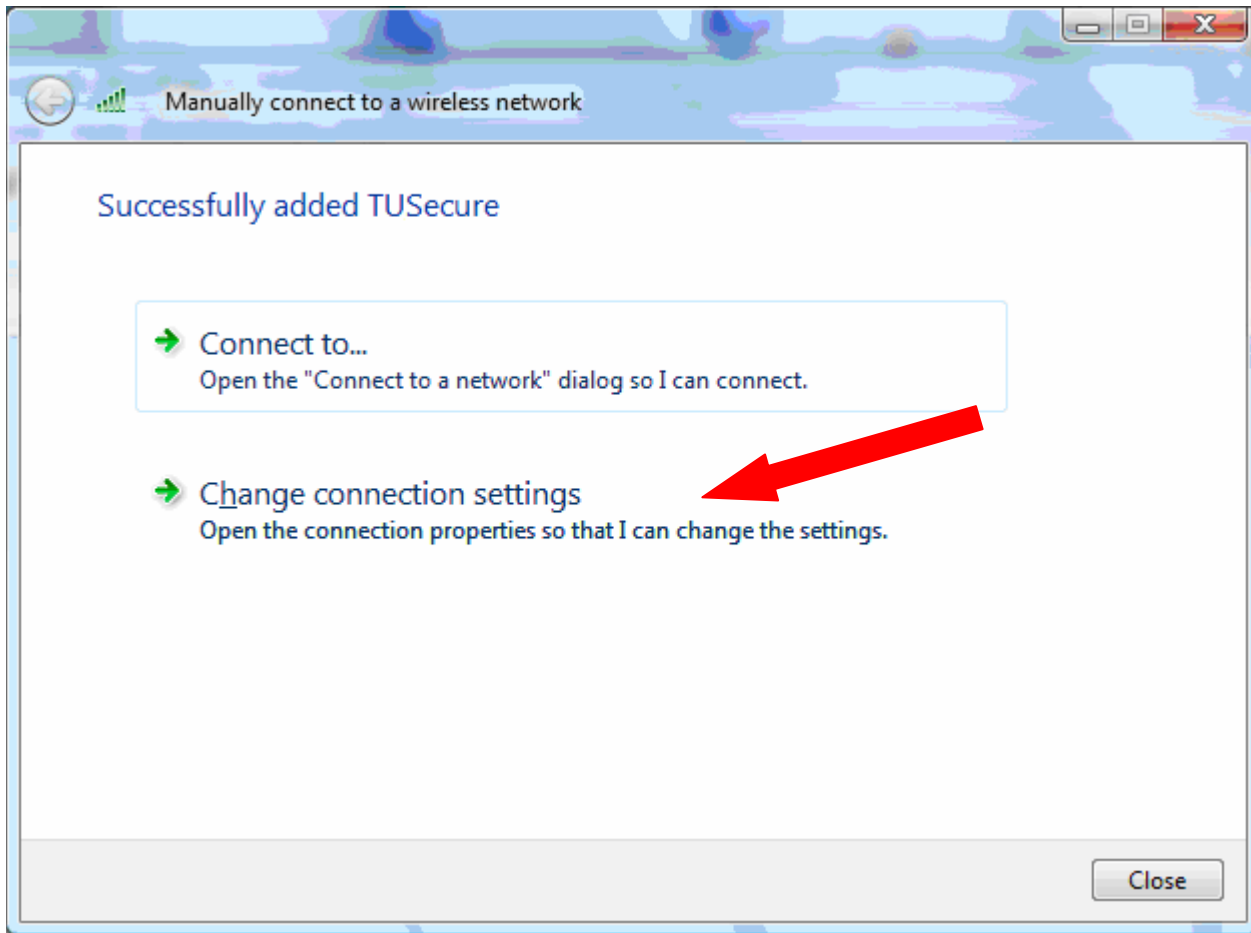 Manually connect to a wireless network
Successfully added TUSecure
Connect to...
Open the "Connect to a network" dialog so I can connect.
Change connection settings
Open the connection properties so that I can change the settings.
Close